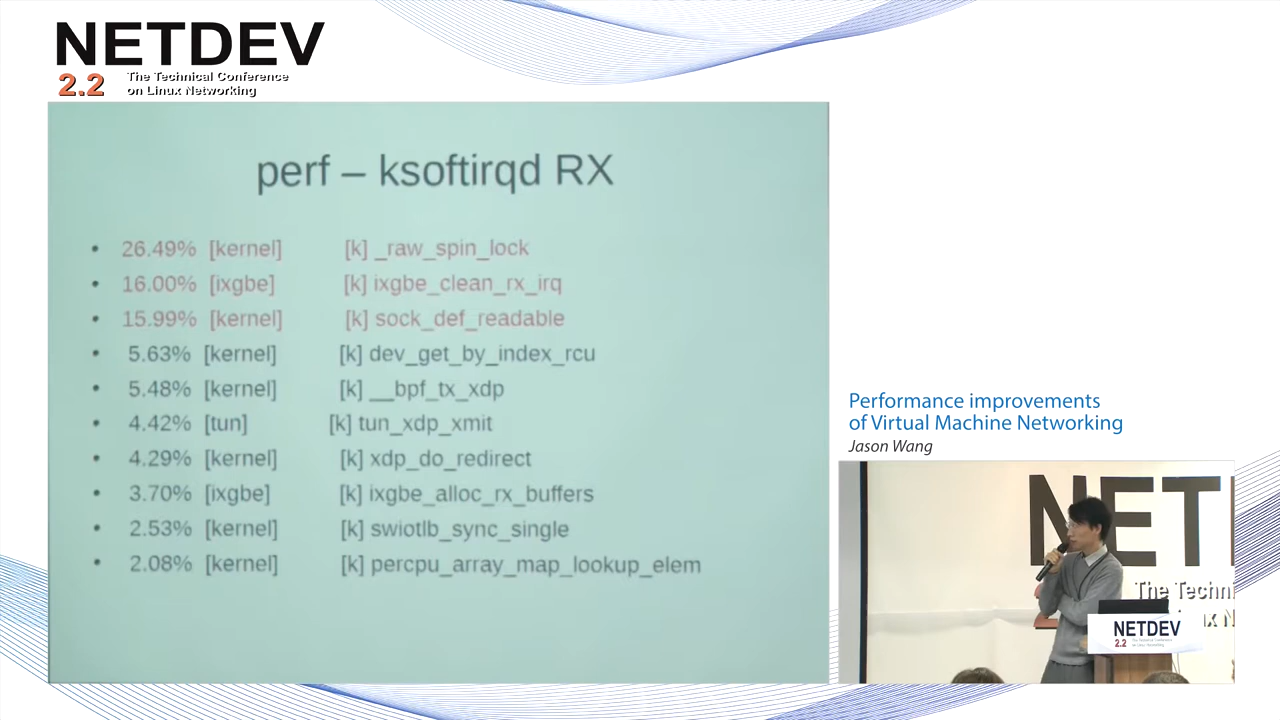 NETDEV
2.2 The Technical Conference
on Linux Networking
perf – ksoftirqd RX
• 26.49% [kernel] [k] _raw_spin_lock
• 16.00% [ixgbe] [k] ixgbe_clean_rx_irq
• 15.99% [kernel] [k] sock_def_readable
• 5.63% [kernel] [k] dev_get_by_index_rcu
• 5.48% [kernel] [k] __bpf_tx_xdp
• 4.42% [tun] [k] tun_xdp_xmit
• 4.29% [kernel] [k] xdp_do_redirect
• 3.70% [ixgbe] [k] ixgbe_alloc_rx_buffers
• 2.53% [kernel] [k] swiotlb_sync_single
• 2.08% [kernel] [k] percpu_array_map_lookup_elem
Performance improvements
of Virtual Machine Networking
Jason Wang
NET
The Techn
NETDEV
2.2